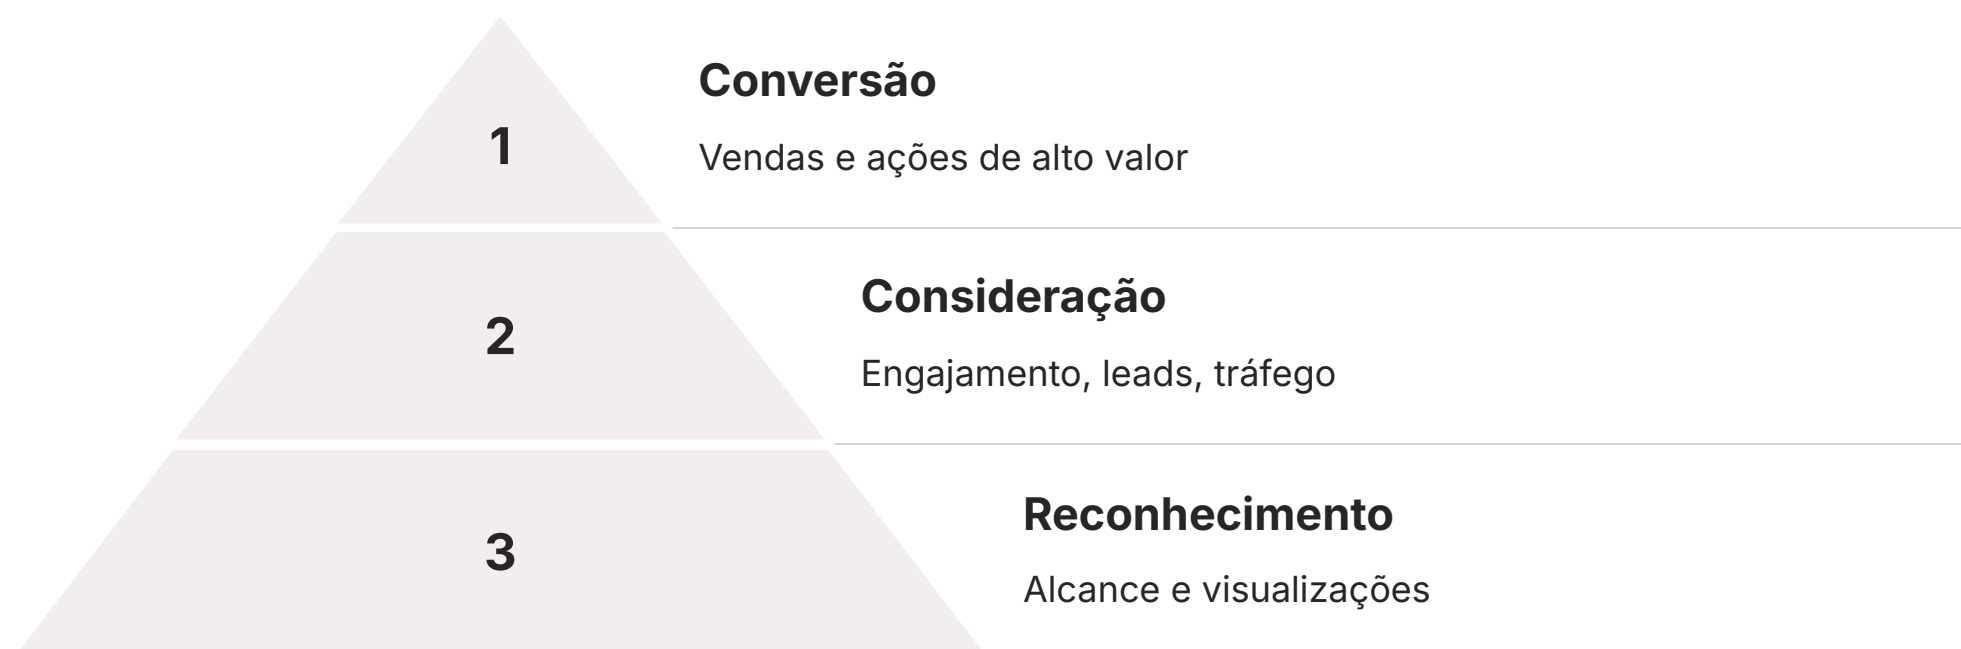 1
Conversão
Vendas e ações de alto valor
2
Consideração
Engajamento, leads, tráfego
3
Reconhecimento
Alcance e visualizações